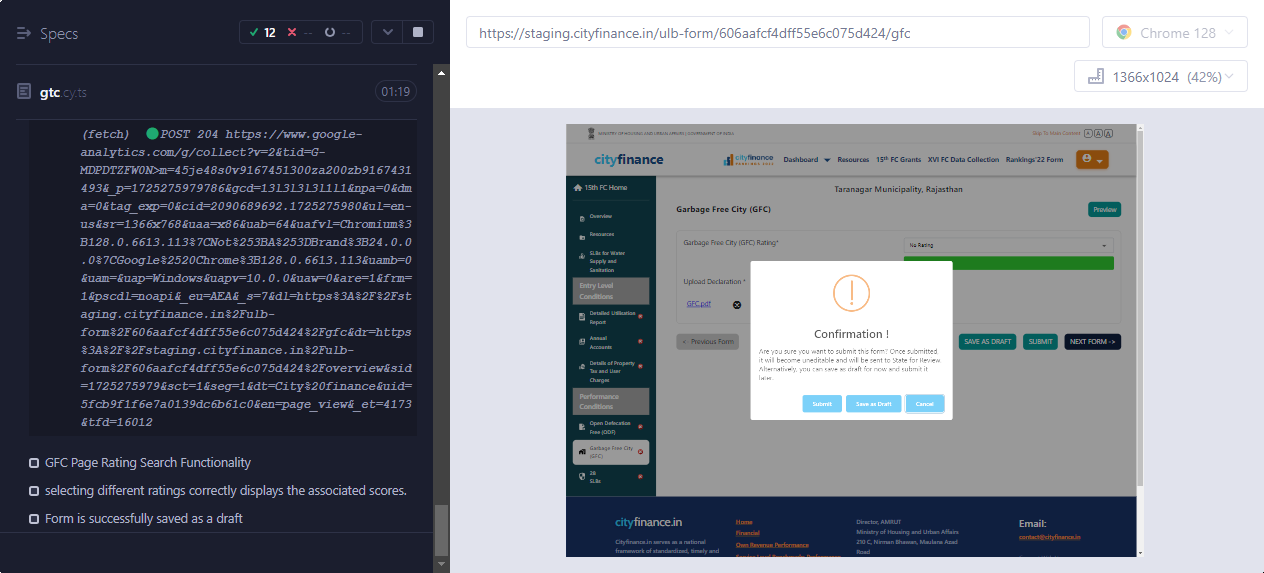 Specs
12
--
--
gtc.cy.ts
01:19
(fetch) POST 204 https://www.google-
analytics.com/g/collect?v=2&tid=G-
MDPDTZFW0N&gtm=45je48s0v9167451300za200zb9167431
493&_p=1725275979786&gcd=13l3l3l3l1l1&npa=0&dm
a=0&tag_exp=0&cid=2090689692.1725275980&ul=en-
us&sr=1366x768&uaa=x86&uab=64&uafvl=Chromium%3
B128.0.6613.113%7CNot%253BA%253DBrand%3B24.0.0
.0%7CGoogle%2520Chrome%3B128.0.6613.113&uamb=0
&uam=&uap=Windows&uapv=10.0.0&uaw=0&are=1&frm=
1&pscdl=noapi&_eu=AEA&_s=7&dl=https%3A%2F%2Fst
aging.cityfinance.in%2Fulb-
form%2F606aafcf4dff55e6c075d424%2Fgfc&dr=https
%3A%2F%2Fstaging.cityfinance.in%2Fulb-
form%2F606aafcf4dff55e6c075d424%2Foverview&sid
=1725275979&sct=1&seg=1&dt=City%20finance&uid=
5fcb9f1f6e7a0139dc6b61c0&en=page_view&_et=4173
&tfd=16012
GFC Page Rating Search Functionality
selecting different ratings correctly displays the associated scores.
Form is successfully saved as a draft
https://staging.cityfinance.in/ulb-form/606aafcf4dff55e6c075d424/gfc
Chrome 128
1366x1024 (42%)
MINISTRY OF HOUSING AND URBAN AFFAIRS | GOVERNMENT OF INDIA
Skip To Main Content A A A
cityfinance
cityfinance
RANKINGS 2022
Dashboard
Resources
15th FC Grants
XVI FC Data Collection
Rankings'22 Form
15th FC Home
Overview
Resources
ELBs for Water
Supply and
Sanitation
Entry Level
Conditions
Detailed Utilisation
Report
Annual
Accounts
Details of Property
Tax and User
Charges
Performance
Conditions
Open Defecation
Free (ODF)
Garbage Free City
(GFC)
28
SLBs
Taranagar Municipality, Rajasthan
Garbage Free City (GFC)
Preview
Garbage Free City (GFC) Rating*
No Rating
Upload Declaration *
GFC.pdf
< Previous Form
SAVE AS DRAFT
SUBMIT
NEXT FORM ->
Confirmation !
Are you sure you want to submit this form? Once submitted,
it will become uneditable and will be sent to State for Review.
Alternatively, you can save as draft for now and submit it
later.
Submit
Save as Draft
Cancel
cityfinance.in
Cityfinance.in serves as a national
framework of standardized, timely and
Home
Financial
Own Revenue Performance
Service Level Benchmark Performance
Director, AMRUT
Ministry of Housing and Urban Affairs
210 C, Nirman Bhawan, Maulana Azad
Road
Email:
contact@cityfinance.in